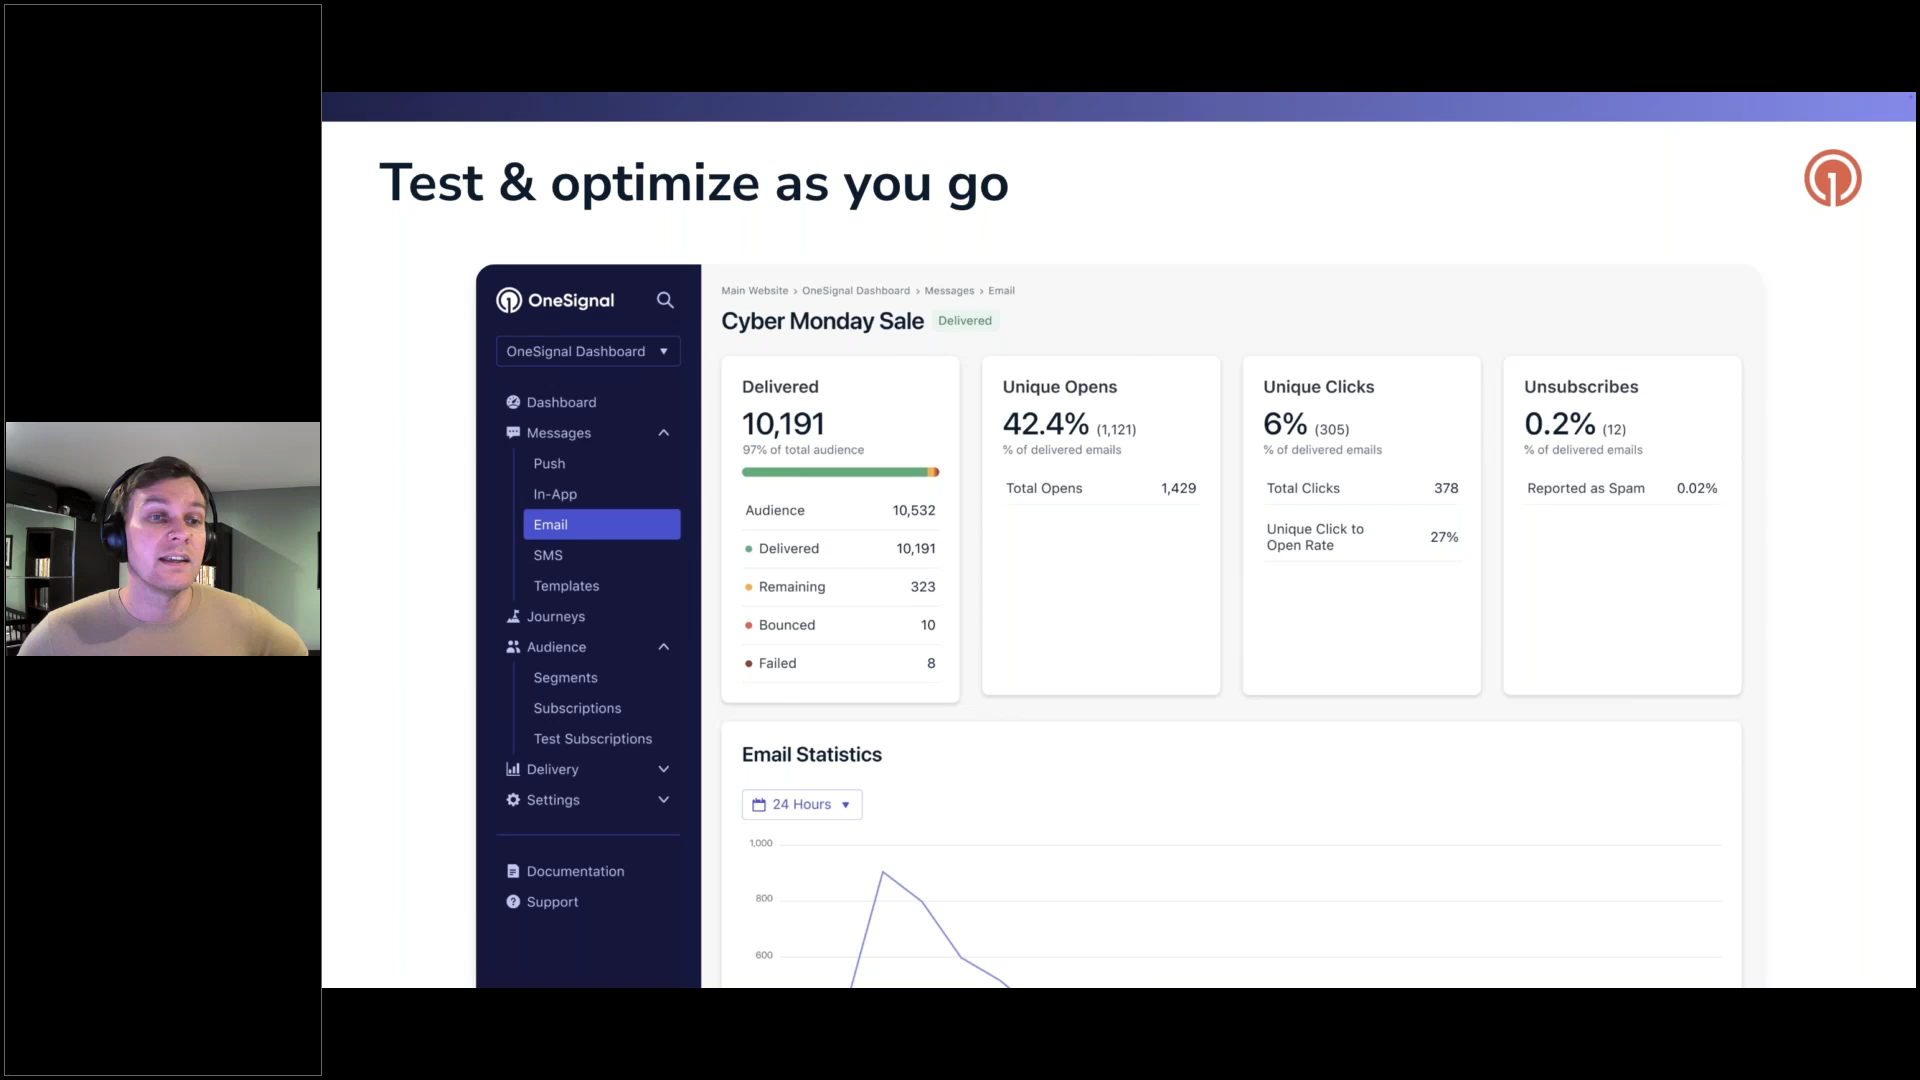 Test & optimize as you go
OneSignal
OneSignal Dashboard
Dashboard
Messages
Push
In-App
Email
SMS
Templates
Journeys
Audience
Segments
Subscriptions
Test Subscriptions
Delivery
Settings
Documentation
Support
Main Website › OneSignal Dashboard › Messages › Email
Cyber Monday Sale Delivered
Delivered
10,191
97% of total audience
Audience 10,532
Delivered 10,191
Remaining 323
Bounced 10
Failed 8
Unique Opens
42.4% (1,121)
% of delivered emails
Total Opens 1,429
Unique Clicks
6% (305)
% of delivered emails
Total Clicks 378
Unique Click to
Open Rate 27%
Unsubscribes
0.2% (12)
% of delivered emails
Reported as Spam 0.02%
Email Statistics
24 Hours
1,000
800
600